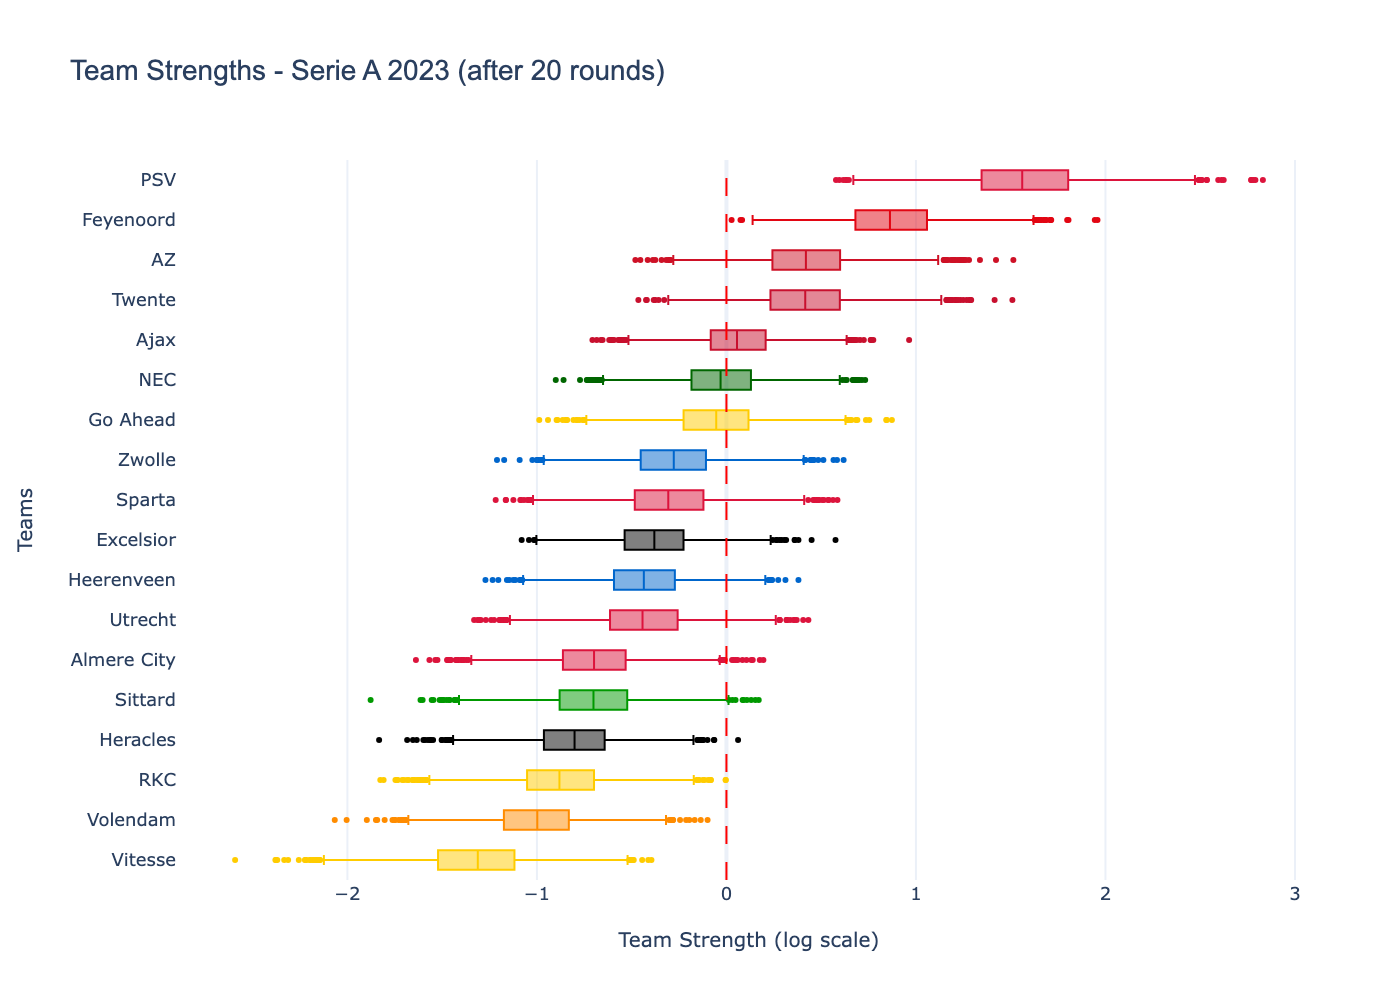 Team Strengths - Serie A 2023 (after 20 rounds)
Teams
PSV
Feyenoord
AZ
Twente
Ajax
NEC
Go Ahead
Zwolle
Sparta
Excelsior
Heerenveen
Utrecht
Almere City
Sittard
Heracles
RKC
Volendam
Vitesse
−2 −1 0 1 2 3
Team Strength (log scale)